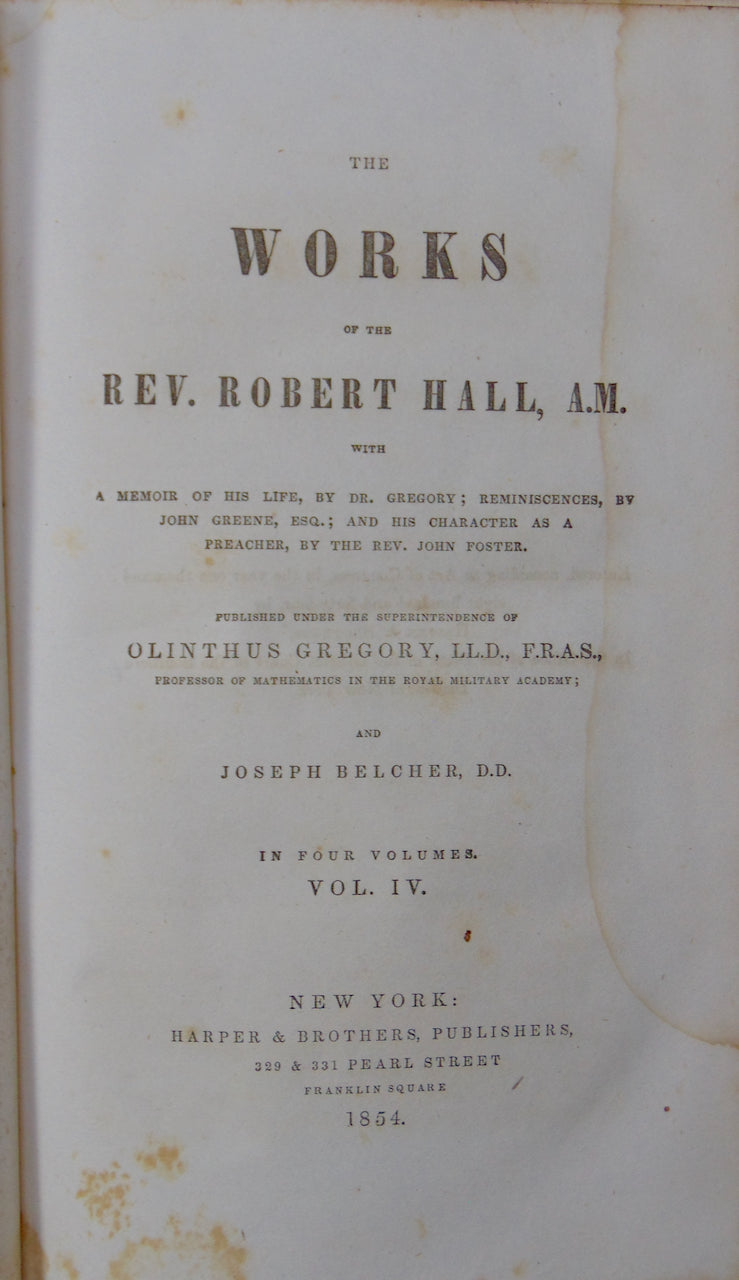 THE
WORKS
OF THE
REV. ROBERT HALL, A.M.
WITH
A MEMOIR OF HIS LIFE, BY DR. GREGORY; REMINISCENCES, BY
JOHN GREENE, ESQ.; AND HIS CHARACTER AS A
PREACHER, BY THE REV. JOHN FOSTER.
PUBLISHED UNDER THE SUPERINTENDENCE OF
OLINTHUS GREGORY, LL.D., F.R.A.S.,
PROFESSOR OF MATHEMATICS IN THE ROYAL MILITARY ACADEMY;
AND
JOSEPH BELCHER, D.D.
IN FOUR VOLUMES.
VOL. IV.
NEW YORK:
HARPER & BROTHERS, PUBLISHERS,
329 & 331 PEARL STREET
FRANKLIN SQUARE
1854.